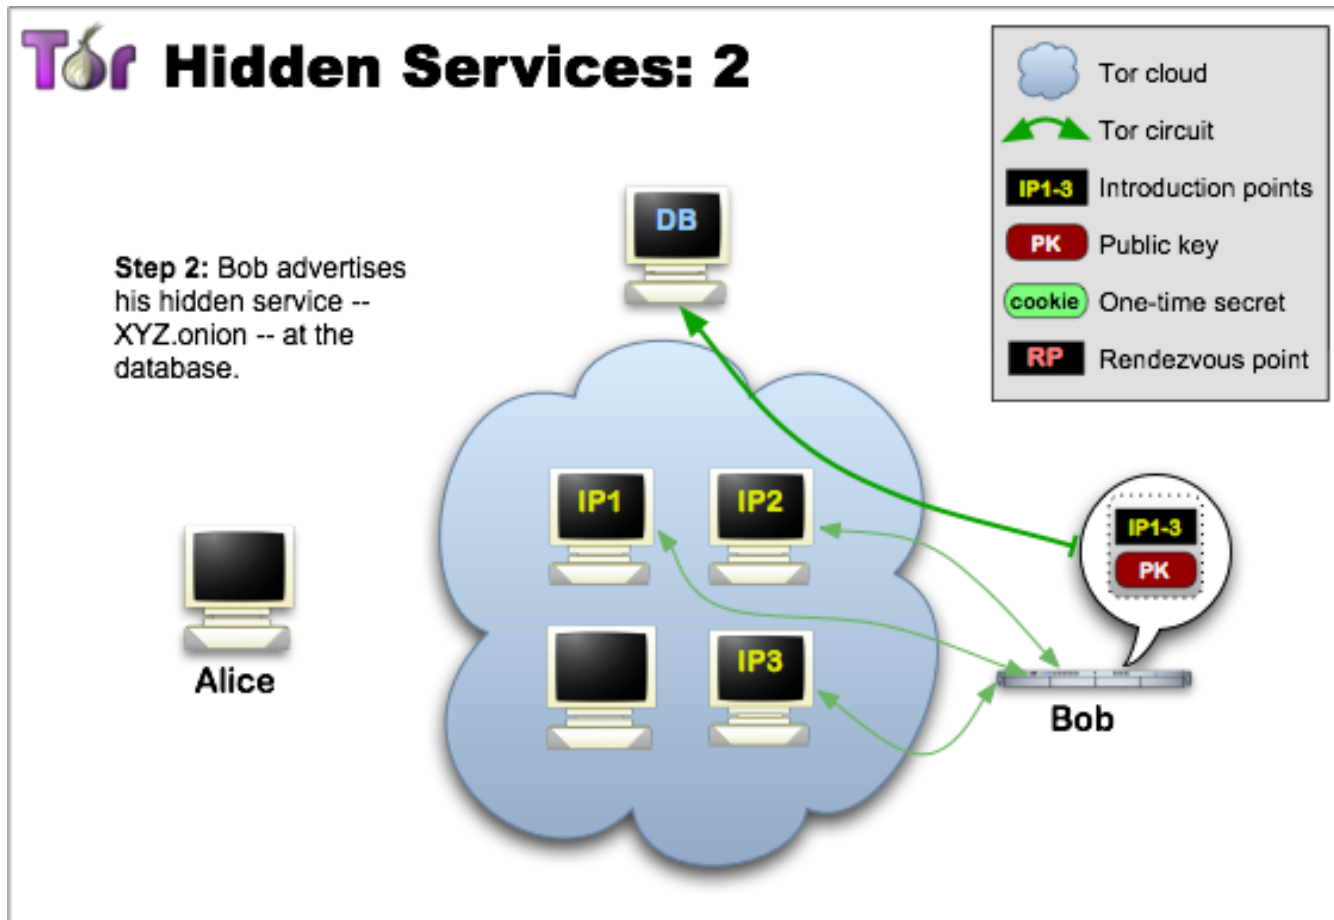 Tor Hidden Services: 2
Tor cloud
Tor circuit
IP1-3 Introduction points
PK Public key
cookie One-time secret
RP Rendezvous point
DB
Step 2: Bob advertises
his hidden service --
XYZ.onion -- at the
database.
IP1 IP2
IP3
IP1-3
PK
Alice
Bob